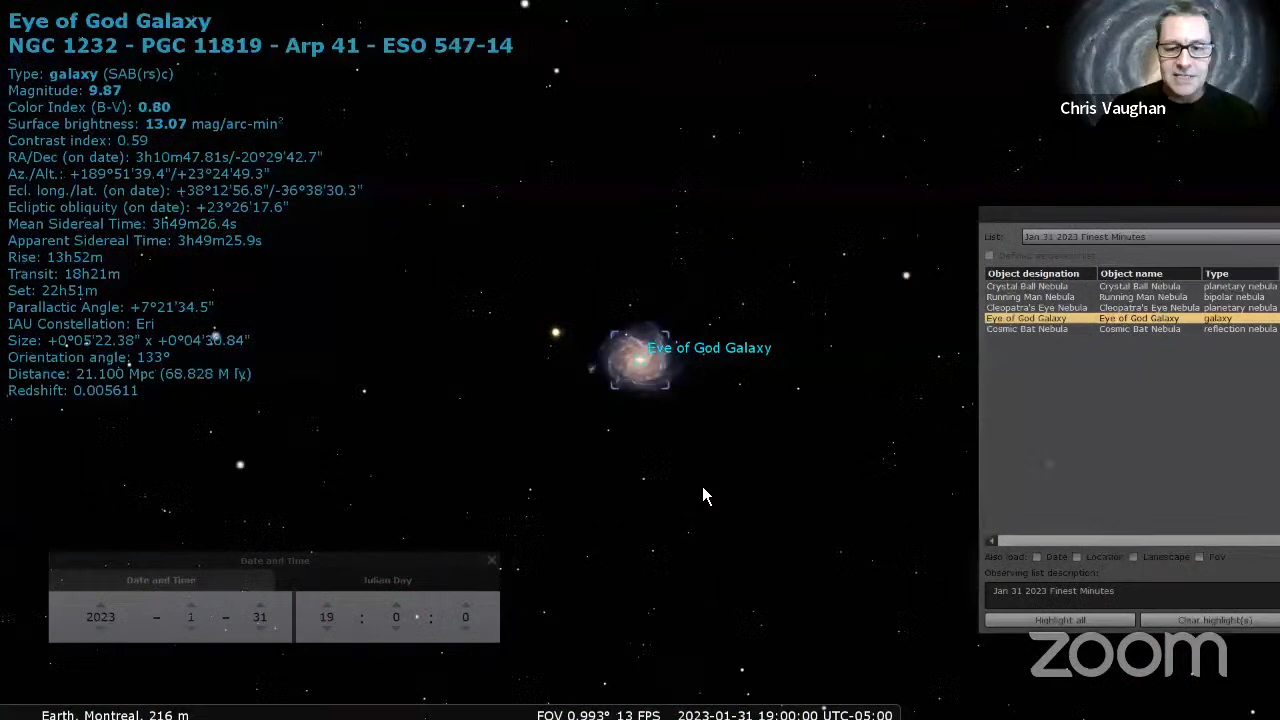 Eye of God Galaxy
NGC 1232 - PGC 11819 - Arp 41 - ESO 547-14
Type: galaxy (SAB(rs)c)
Magnitude: 9.87
Color Index (B-V): 0.80
Surface brightness: 13.07 mag/arc-min²
Contrast index: 0.59
RA/Dec (on date): 3h10m47.81s/-20°29'42.7"
Az./Alt.: +189°51'39.4"/+23°24'49.3"
Ecl. long./lat. (on date): +38°12'56.8"/-36°38'30.3"
Ecliptic obliquity (on date): +23°26'17.6"
Mean Sidereal Time: 3h49m26.4s
Apparent Sidereal Time: 3h49m25.9s
Rise: 13h52m
Transit: 18h21m
Set: 22h51m
Parallactic Angle: +7°21'34.5"
IAU Constellation: Eri
Size: +0°05'22.38" x +0°04'30.84"
Orientation angle: 133°
Distance: 21.100 Mpc (68.828 M ly)
Redshift: 0.005611
Chris Vaughan
Eye of God Galaxy
List: Jan 31 2023 Finest Minutes
Object designation Object name Type
Crystal Ball Nebula Crystal Ball Nebula planetary nebula
Running Man Nebula Running Man Nebula bipolar nebula
Cleopatra's Eye Nebula Cleopatra's Eye Nebula planetary nebula
Eye of God Galaxy Eye of God Galaxy galaxy
Cosmic Bat Nebula Cosmic Bat Nebula reflection nebula
Also load: Date Location Landscape FoV
Observing list description:
Jan 31 2023 Finest Minutes
Highlight all Clear highlight(s)
Date and Time
Date and Time Julian Day
2023 - 1 - 31 19 : 0 : 0
zoom
Earth, Montreal, 216 m FOV 0.993° 13 FPS 2023-01-31 19:00:00 UTC-05:00